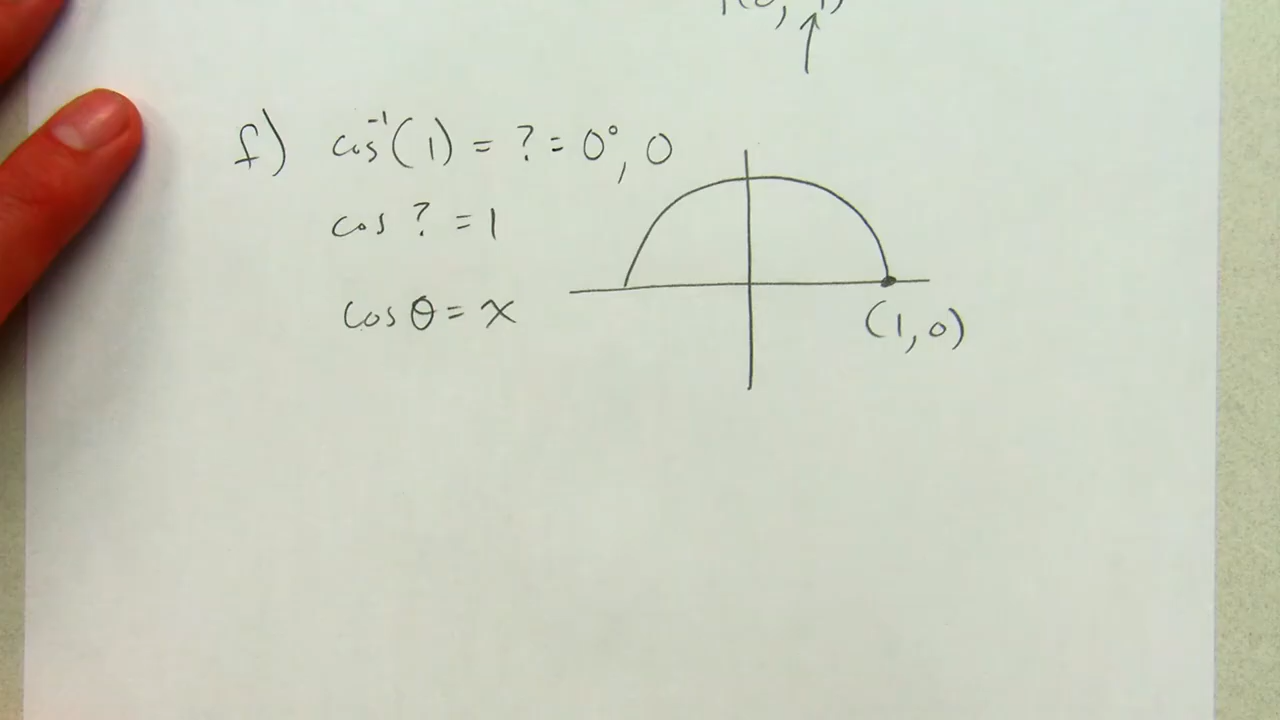 f) cos⁻¹(1) = ? = 0°, 0
cos ? = 1
cos θ = x
(1, 0)